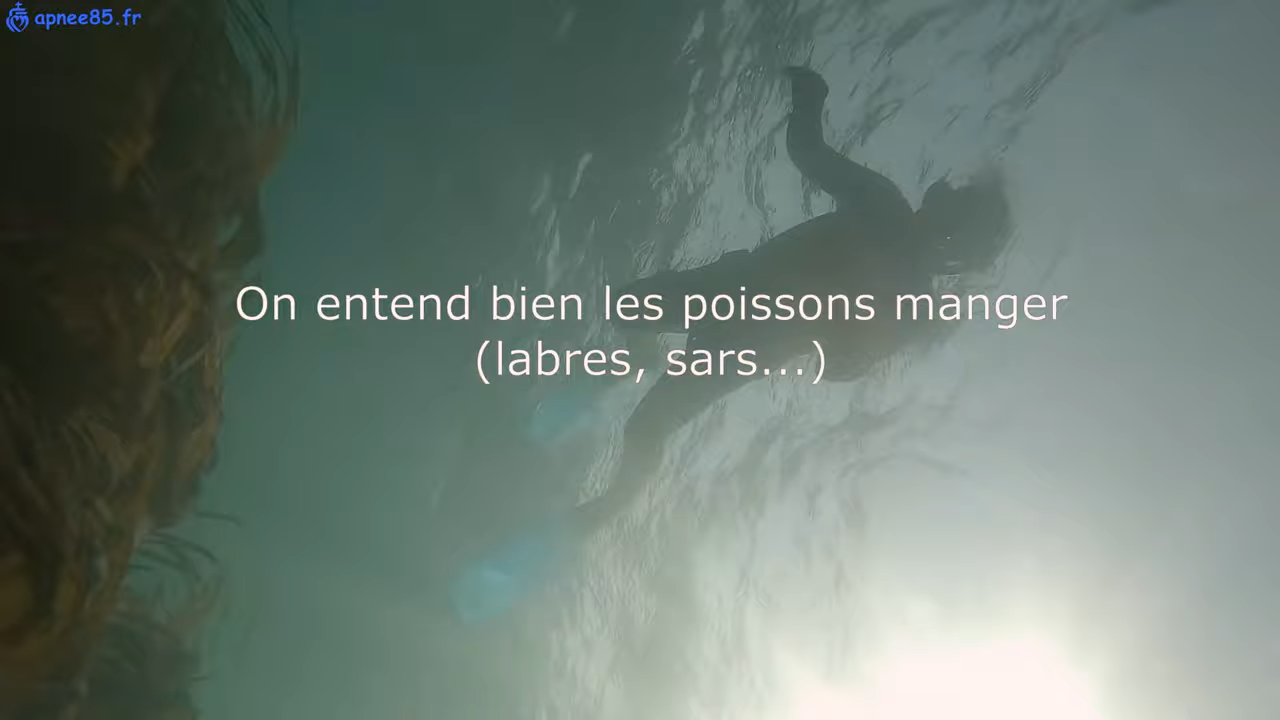 apnee85.fr
On entend bien les poissons manger
(labres, sars...)